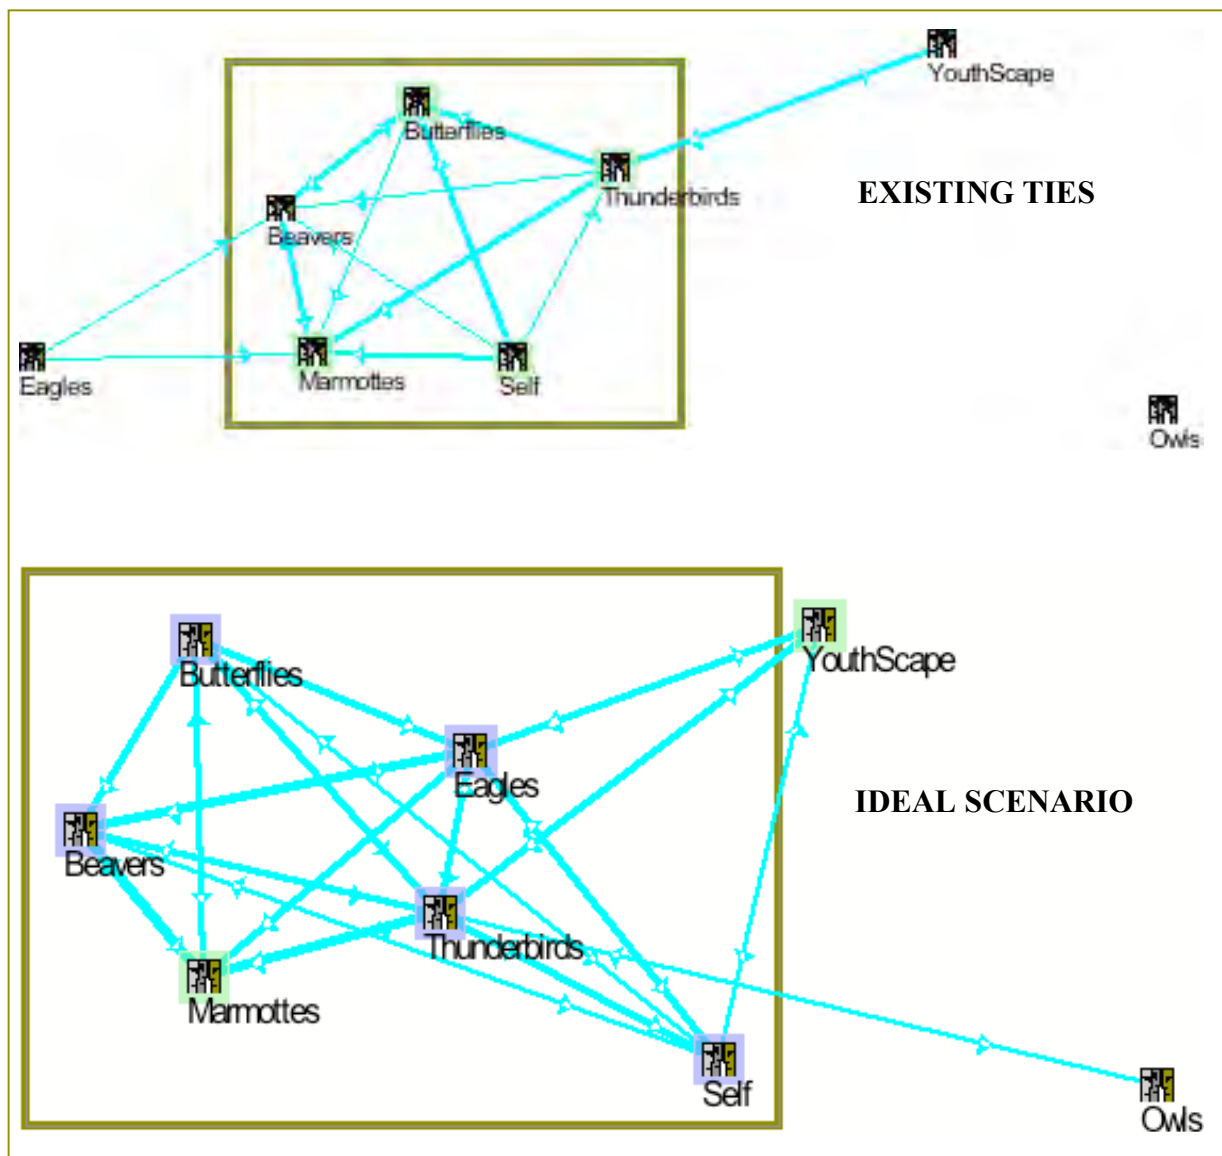 YouthScape
Butterflies
EXISTING TIES
Thunderbirds
Beavers
Eagles
Marmottes
Self
Owls
Butterflies
YouthScape
Eagles
IDEAL SCENARIO
Beavers
Thunderbirds
Marmottes
Self
Owls